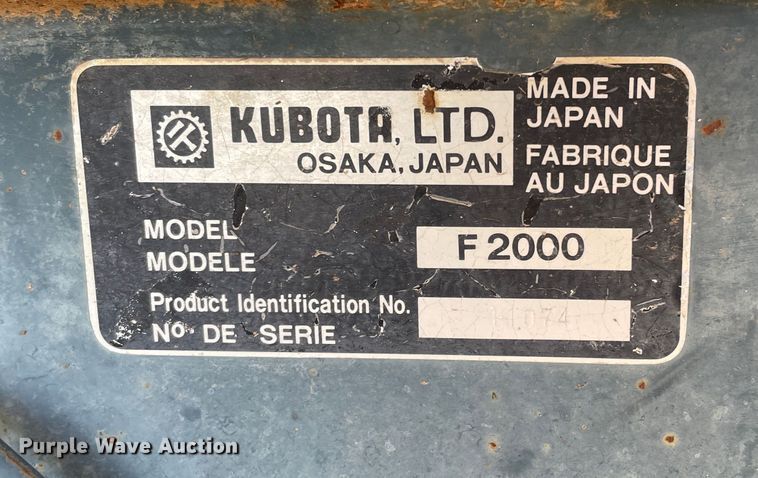 KUBOTA, LTD.
OSAKA, JAPAN
MADE IN
JAPAN
FABRIQUE
AU JAPON
MODEL
MODELE
F 2000
Product Identification No.
Nº DE SERIE
Purple Wave Auction